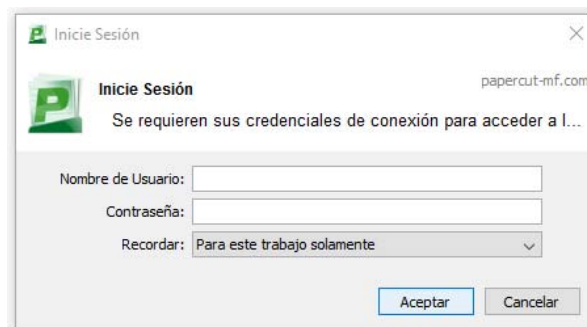 Inicie Sesión
Inicie Sesión
papercut-mf.com
Se requieren sus credenciales de conexión para acceder a l...
Nombre de Usuario:
Contraseña:
Recordar: Para este trabajo solamente
Aceptar Cancelar